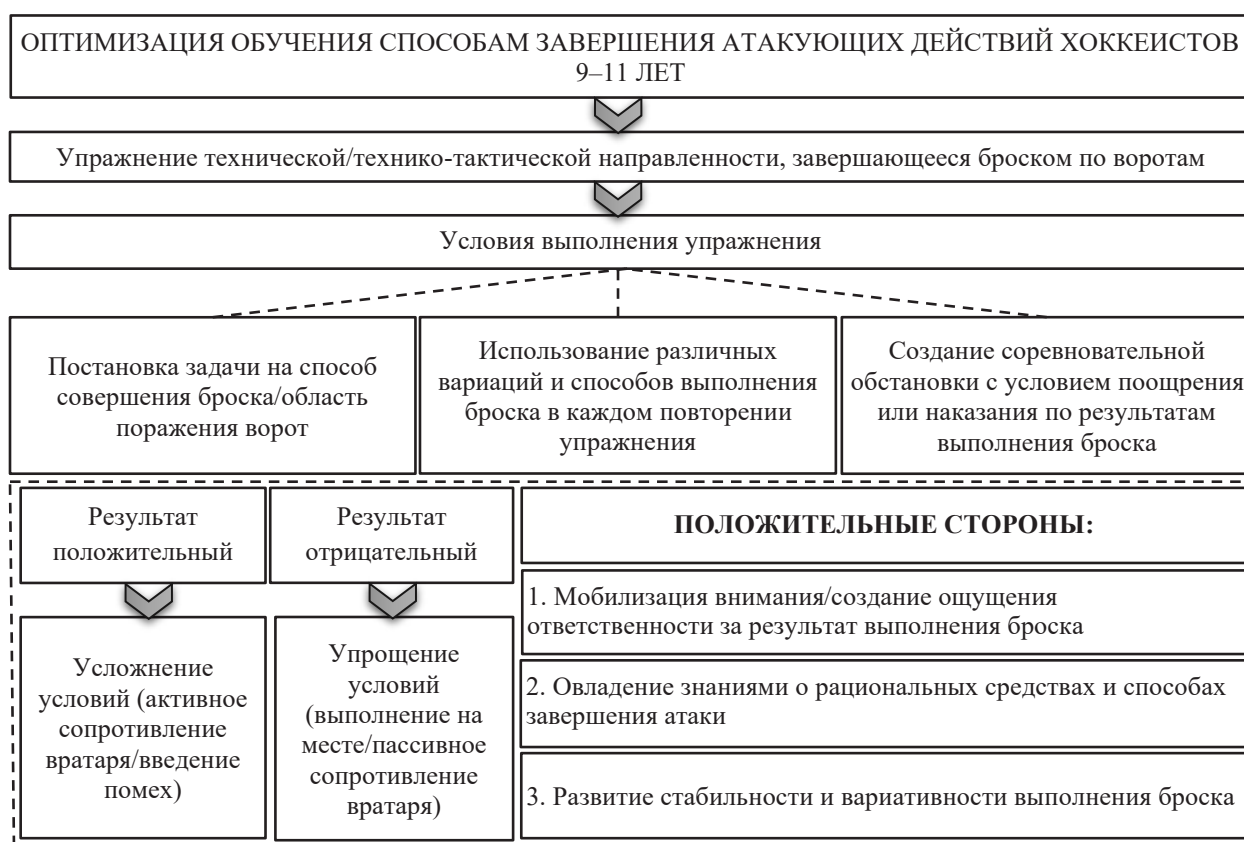 ОПТИМИЗАЦИЯ ОБУЧЕНИЯ СПОСОБАМ ЗАВЕРШЕНИЯ АТАКУЮЩИХ ДЕЙСТВИЙ ХОККЕИСТОВ
9–11 ЛЕТ
Упражнение технической/технико-тактической направленности, завершающееся броском по воротам
Условия выполнения упражнения
Постановка задачи на способ
совершения броска/область
поражения ворот
Использование различных
вариаций и способов выполнения
броска в каждом повторении
упражнения
Создание соревновательной
обстановки с условием поощрения
или наказания по результатам
выполнения броска
Результат
положительный
Результат
отрицательный
Усложнение
условий (активное
сопротивление
вратаря/введение
помех)
Упрощение
условий
(выполнение на
месте/пассивное
сопротивление
вратаря)
ПОЛОЖИТЕЛЬНЫЕ СТОРОНЫ:
1. Мобилизация внимания/создание ощущения
ответственности за результат выполнения броска
2. Овладение знаниями о рациональных средствах и способах
завершения атаки
3. Развитие стабильности и вариативности выполнения броска